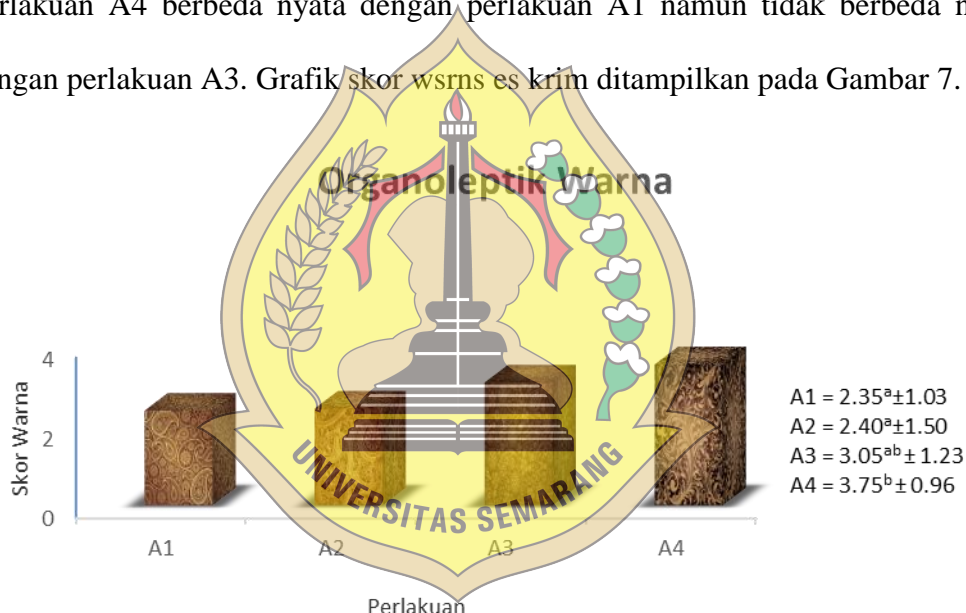 erlakuan A4 berbeda nyata dengan perlakuan A1 namun tidak berbeda n
ngan perlakuan A3. Grafik skor wsrns es krim ditampilkan pada Gambar 7.
Organoleptik Warna
4
2
0
Skor Warna
A1 = 2.35ᵃ±1.03
A2 = 2.40ᵃ±1.50
A3 = 3.05ᵃᵇ ± 1.23
A4 = 3.75ᵇ ± 0.96
UNIVERSITAS SEMARANG
A1 A2 A3 A4
Perlakuan